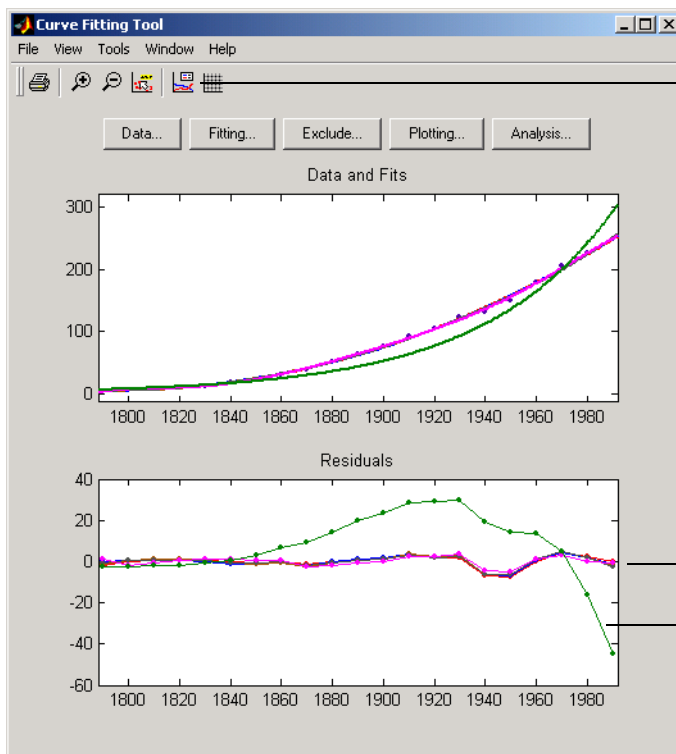 Curve Fitting Tool
File View Tools Window Help
Data... Fitting... Exclude... Plotting... Analysis...
Data and Fits
300
200
100
0
1800 1820 1840 1860 1880 1900 1920 1940 1960 1980
Residuals
40
20
0
-20
-40
-60
1800 1820 1840 1860 1880 1900 1920 1940 1960 1980